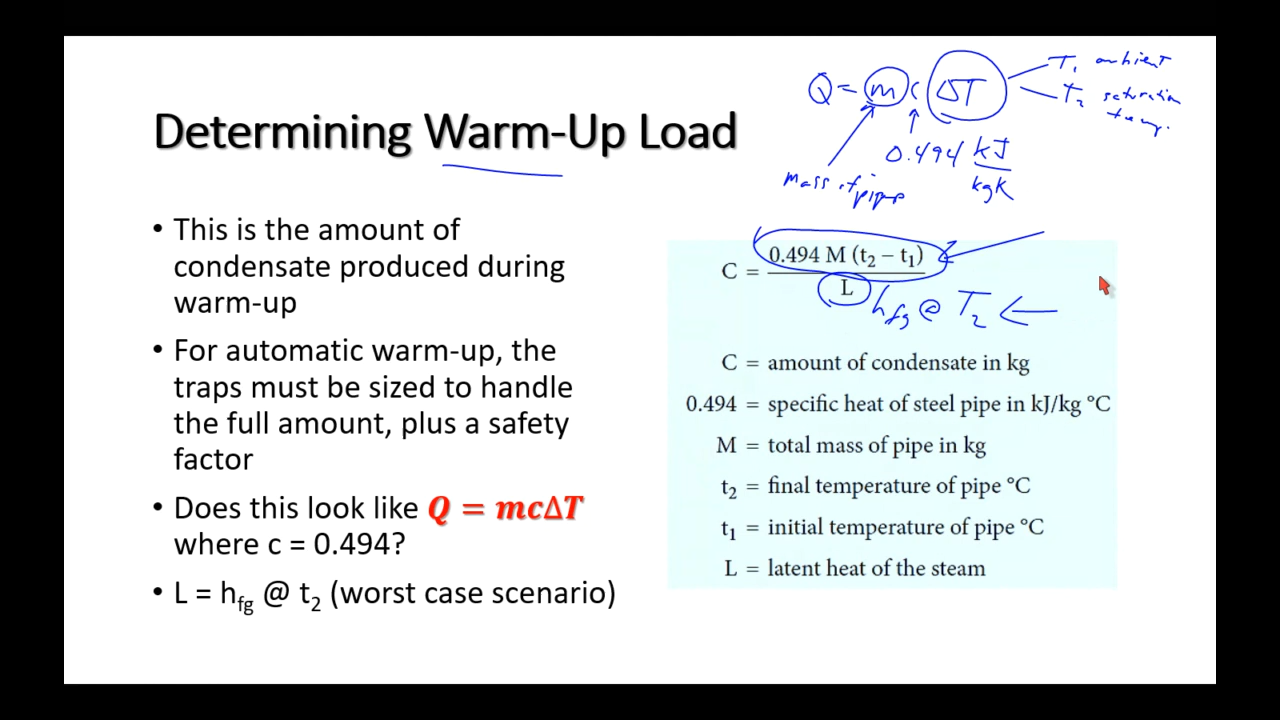 Determining Warm-Up Load
Q = m c ΔT
T₁ ambient
T₂ saturation
temp.
0.494 kJ/kgK
mass of pipe
• This is the amount of
condensate produced during
warm-up
• For automatic warm-up, the
traps must be sized to handle
the full amount, plus a safety
factor
• Does this look like Q = mcΔT
where c = 0.494?
• L = hfg @ t₂ (worst case scenario)
C = 0.494 M (t₂ − t₁) / L
hfg @ T₂
C = amount of condensate in kg
0.494 = specific heat of steel pipe in kJ/kg °C
M = total mass of pipe in kg
t₂ = final temperature of pipe °C
t₁ = initial temperature of pipe °C
L = latent heat of the steam